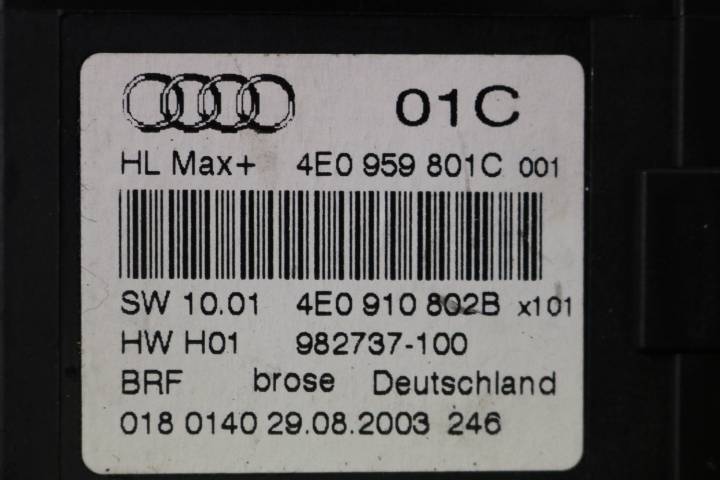 01C
HL Max+ 4E0 959 801C 001
SW 10.01 4E0 910 802B x101
HW H01 982737-100
BRF brose Deutschland
018 0140 29.08.2003 246